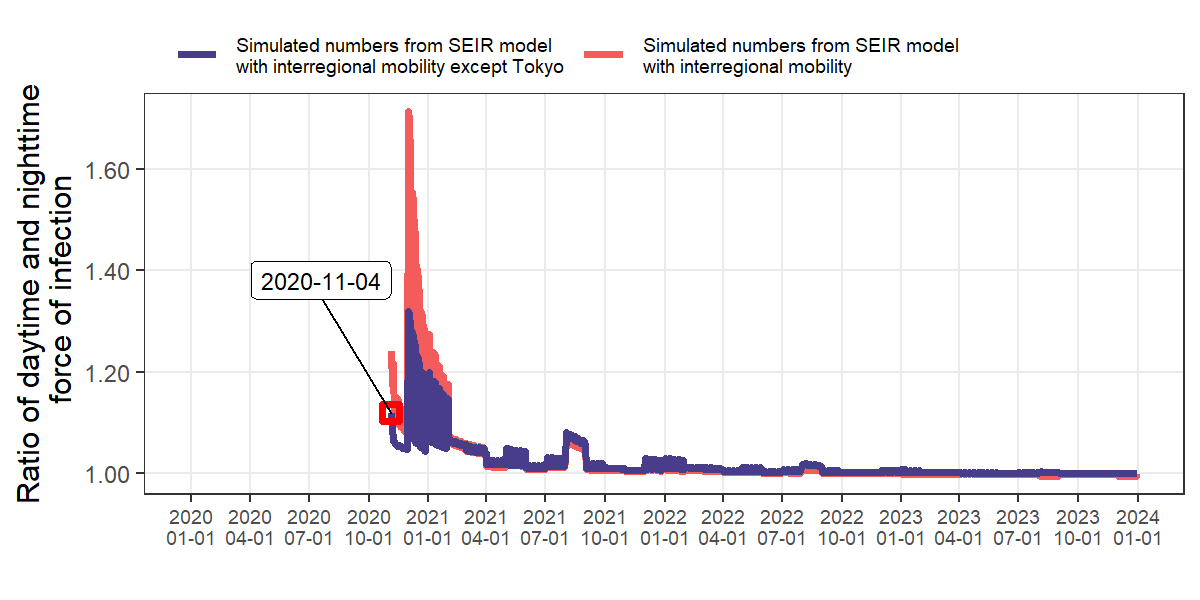 Simulated numbers from SEIR model
with interregional mobility except Tokyo
Simulated numbers from SEIR model
with interregional mobility
Ratio of daytime and nighttime
force of infection
1.60
1.40
1.20
1.00
2020-11-04
2020 2020 2020 2020 2021 2021 2021 2021 2022 2022 2022 2022 2023 2023 2023 2023 2024
01-01 04-01 07-01 10-01 01-01 04-01 07-01 10-01 01-01 04-01 07-01 10-01 01-01 04-01 07-01 10-01 01-01